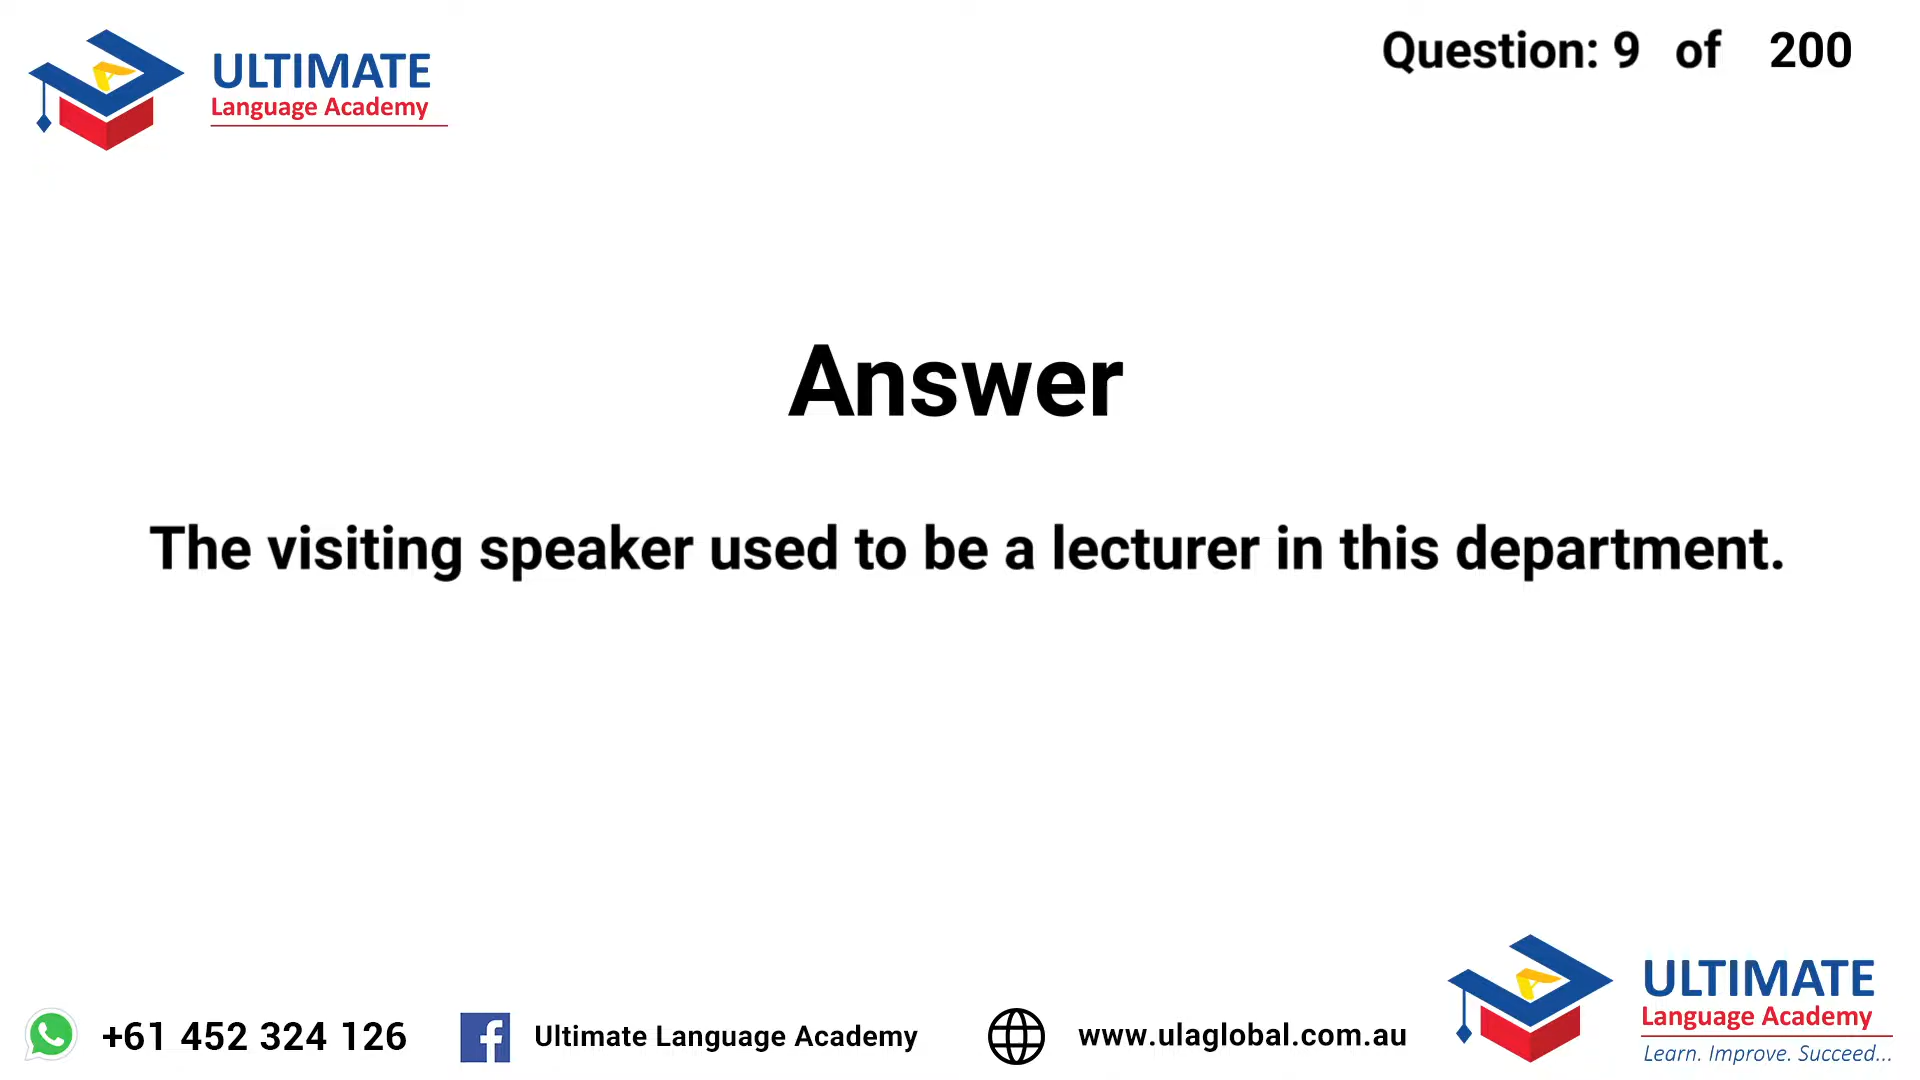 ULTIMATE
Language Academy
Question: 9 of 200
Answer
The visiting speaker used to be a lecturer in this department.
+61 452 324 126
Ultimate Language Academy
www.ulaglobal.com.au
ULTIMATE
Language Academy
Learn. Improve. Succeed...